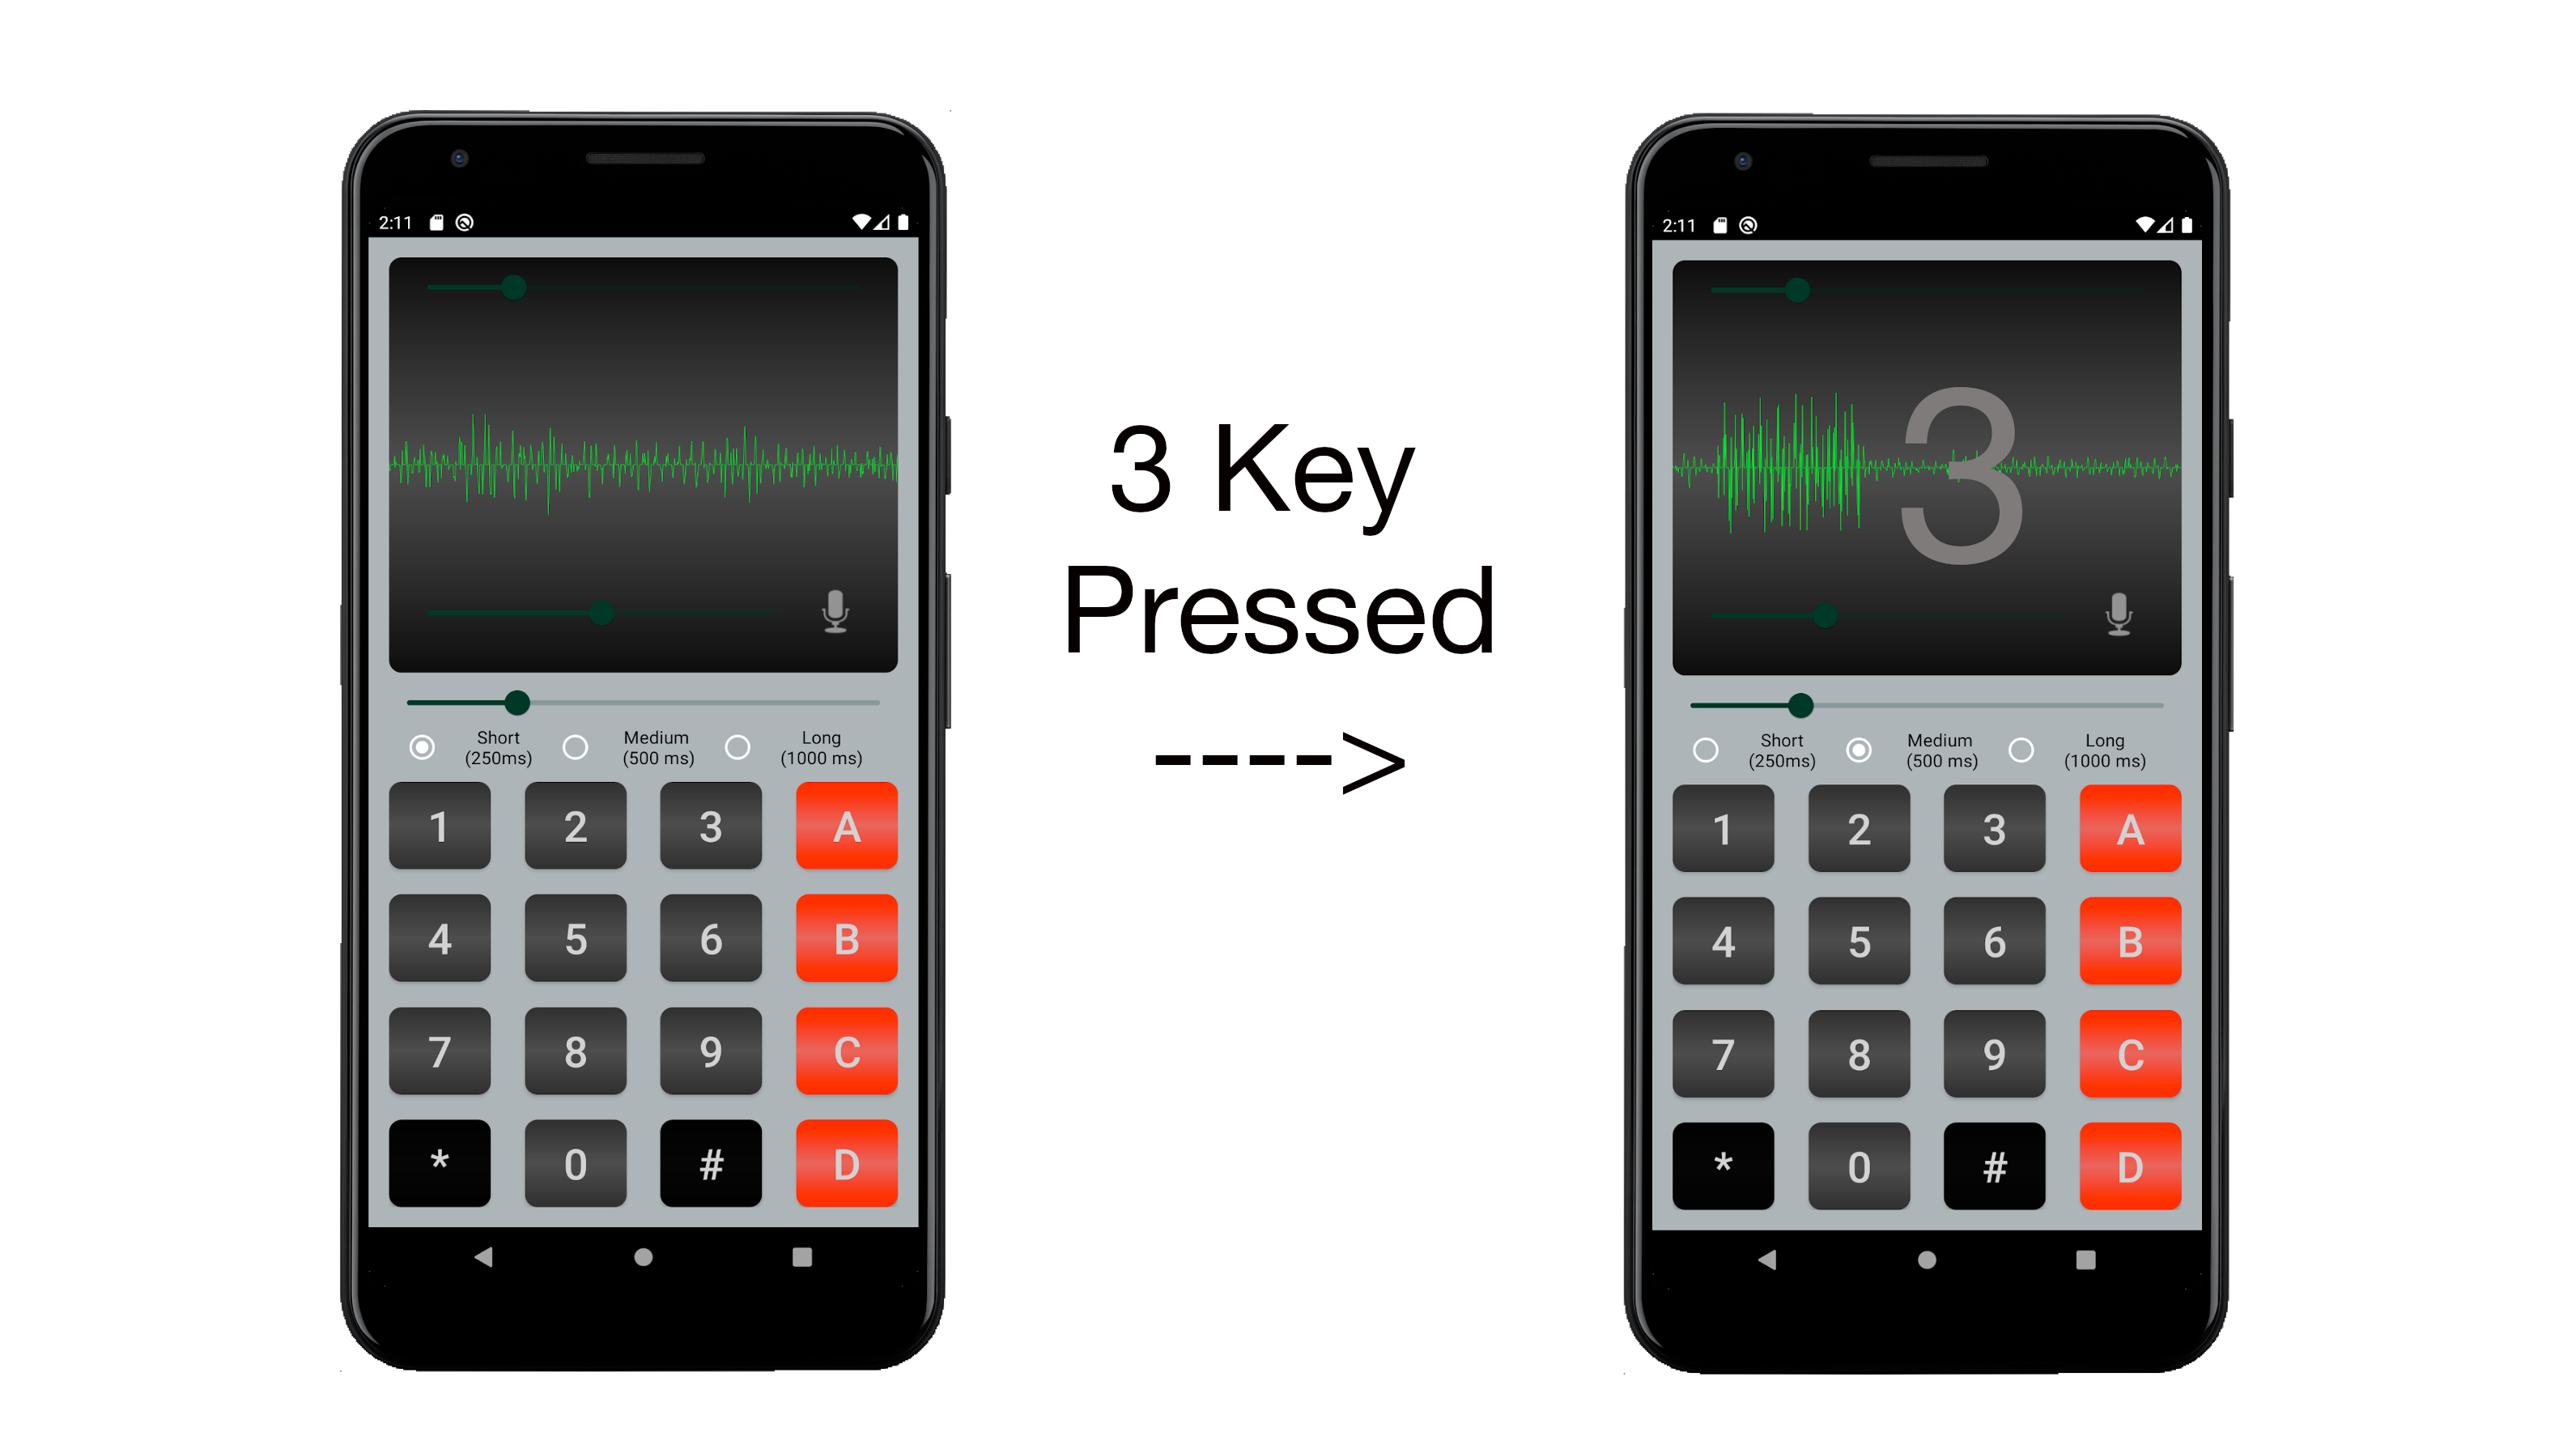 2:11
Short Medium Long
(250ms) (500 ms) (1000 ms)
1 2 3 A
4 5 6 B
7 8 9 C
* 0 # D
3 Key
Pressed
---->
2:11
3
Short Medium Long
(250ms) (500 ms) (1000 ms)
1 2 3 A
4 5 6 B
7 8 9 C
* 0 # D